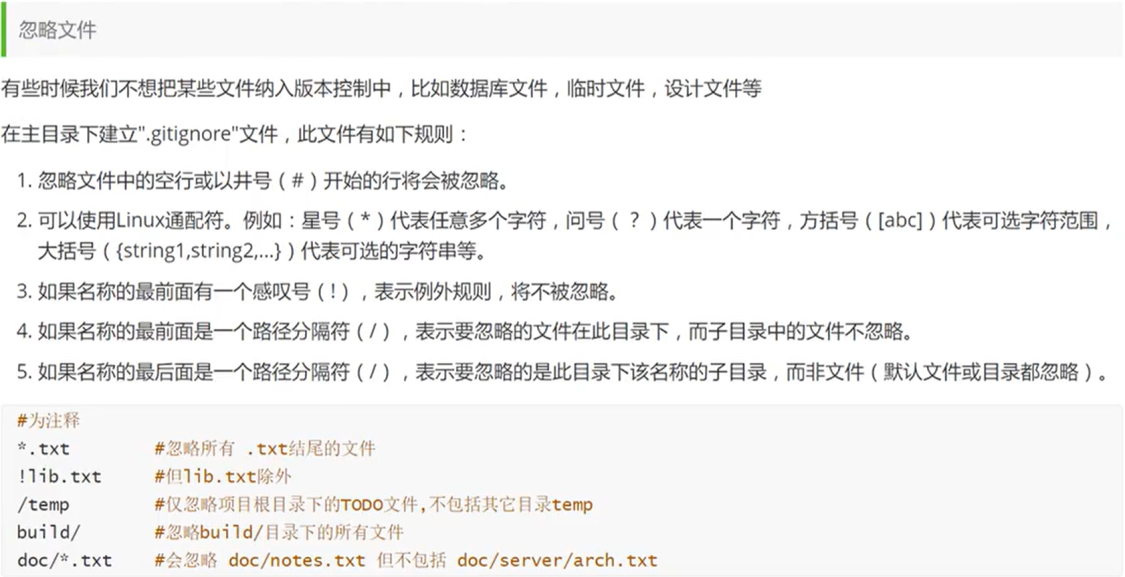 忽略文件
有些时候我们不想把某些文件纳入版本控制中，比如数据库文件，临时文件，设计文件等
在主目录下建立".gitignore"文件，此文件有如下规则：
1. 忽略文件中的空行或以井号（#）开始的行将会被忽略。
2. 可以使用Linux通配符。例如：星号（*）代表任意多个字符，问号（？）代表一个字符，方括号（[abc]）代表可选字符范围，
大括号（{string1,string2,...}）代表可选的字符串等。
3. 如果名称的最前面有一个感叹号（!），表示例外规则，将不被忽略。
4. 如果名称的最前面是一个路径分隔符（/），表示要忽略的文件在此目录下，而子目录中的文件不忽略。
5. 如果名称的最后面是一个路径分隔符（/），表示要忽略的是此目录下该名称的子目录，而非文件（默认文件或目录都忽略）。
#为注释
*.txt #忽略所有 .txt结尾的文件
!lib.txt #但lib.txt除外
/temp #仅忽略项目根目录下的TODO文件,不包括其它目录temp
build/ #忽略build/目录下的所有文件
doc/*.txt #会忽略 doc/notes.txt 但不包括 doc/server/arch.txt